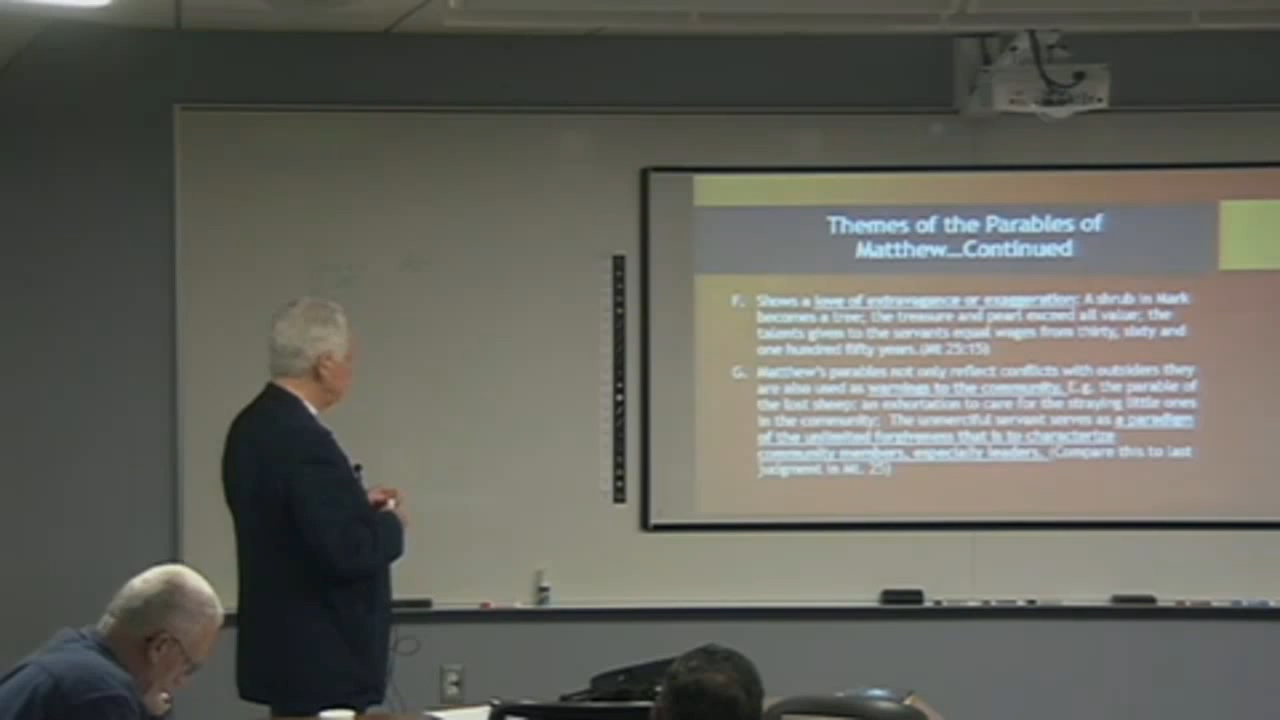 Themes of the Parables of
Matthew...Continued
F. Shows a love of extravagance or exaggeration: A shrub in Mark
becomes a tree; the treasure and pearl exceed all value; the
talents given to the servants equal wages from thirty, sixty and
one hundred fifty years. (Mt 25:15)
G. Matthew's parables not only reflect conflicts with outsiders they
are also used as warnings to the community. E.g. the parable of
the lost sheep; an exhortation to care for the straying little ones
in the community; The unmerciful servant serves as a paradigm
of the unlimited forgiveness that is to characterize
community members, especially leaders. (Compare this to last
judgment in Mt. 25)